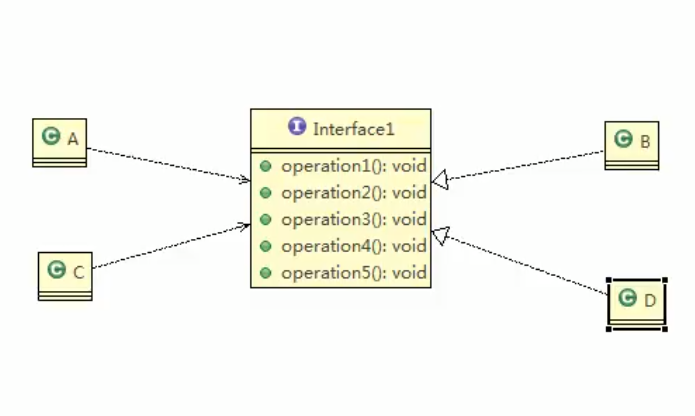 A
Interface1
B
operation1(): void
operation2(): void
operation3(): void
operation4(): void
operation5(): void
C
D